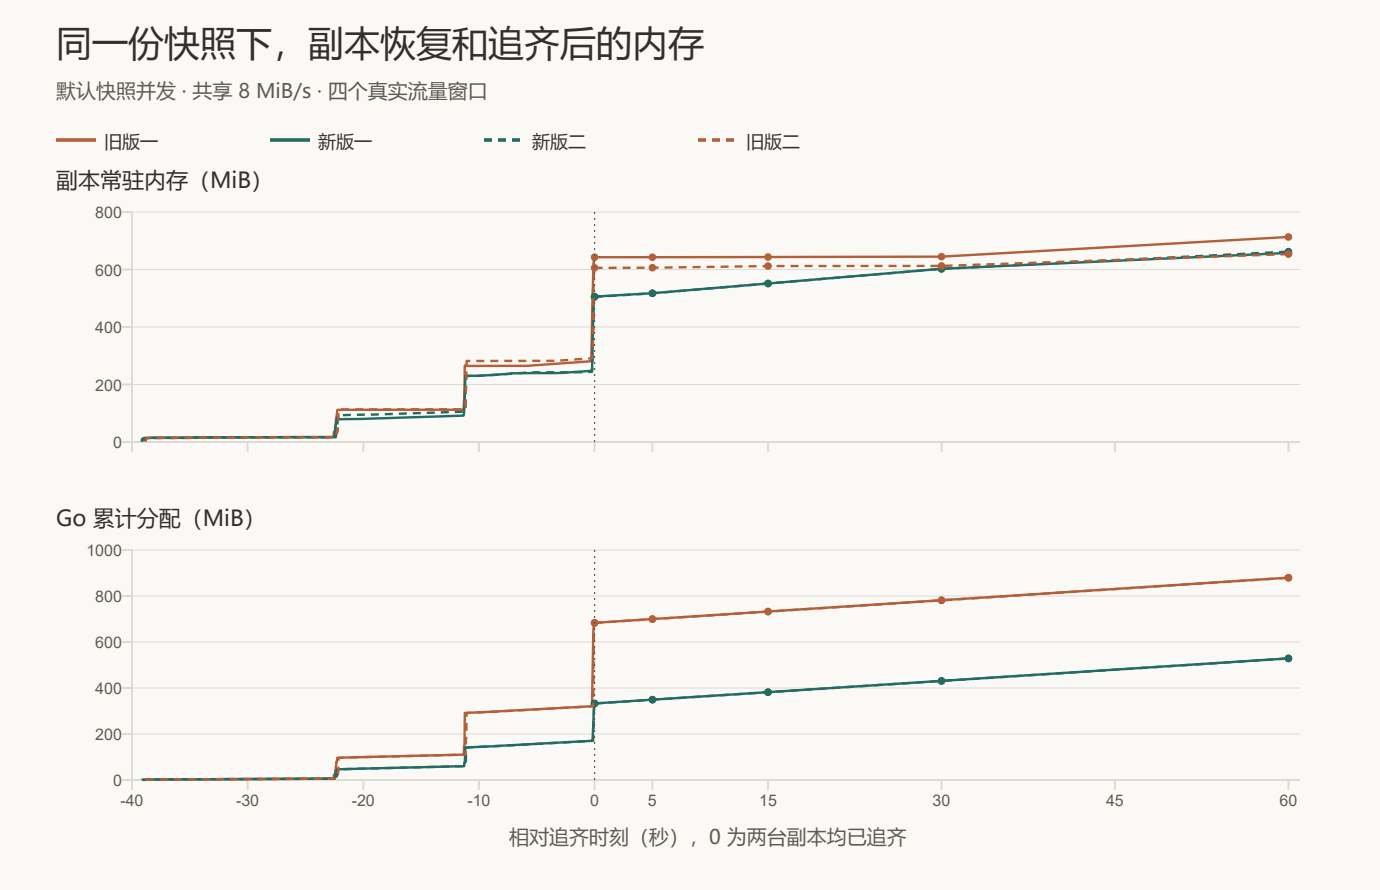 同一份快照下，副本恢复和追齐后的内存
默认快照并发 · 共享 8 MiB/s · 四个真实流量窗口
旧版一 新版一 新版二 旧版二
副本常驻内存（MiB）
800
600
400
200
0
Go 累计分配（MiB）
1000
800
600
400
200
0
-40 -30 -20 -10 0 5 15 30 45 60
相对追齐时刻（秒），0 为两台副本均已追齐